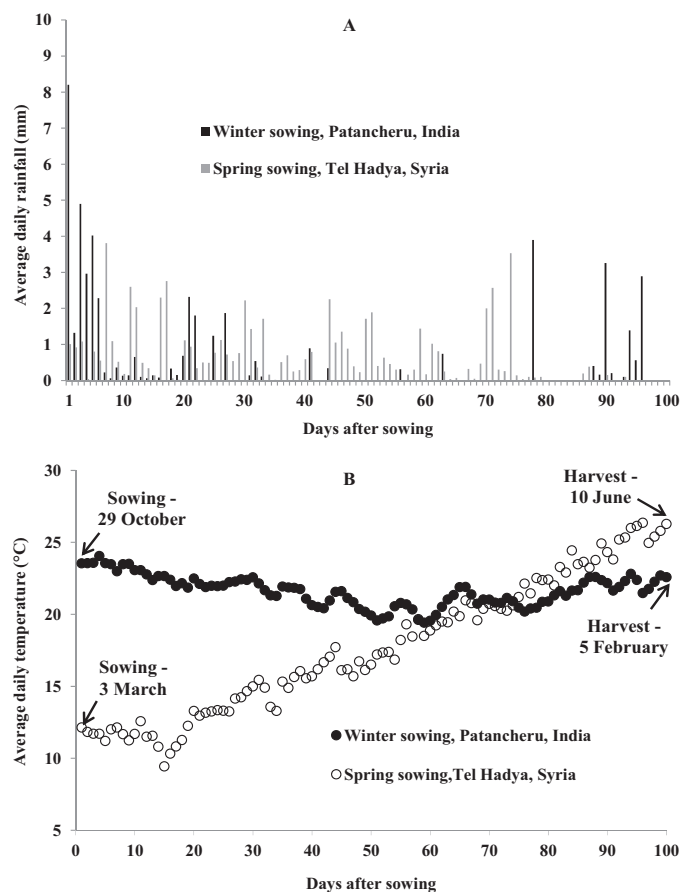 A
10
9
8
7
6
5
4
3
2
1
0
Average daily rainfall (mm)
Winter sowing, Patancheru, India
Spring sowing, Tel Hadya, Syria
1 10 20 30 40 50 60 70 80 90 100
Days after sowing
B
30
25
20
15
10
5
Average daily temperature (°C)
Sowing -
29 October
Harvest -
10 June
Sowing -
3 March
Harvest -
5 February
Winter sowing, Patancheru, India
Spring sowing,Tel Hadya, Syria
0 10 20 30 40 50 60 70 80 90 100
Days after sowing